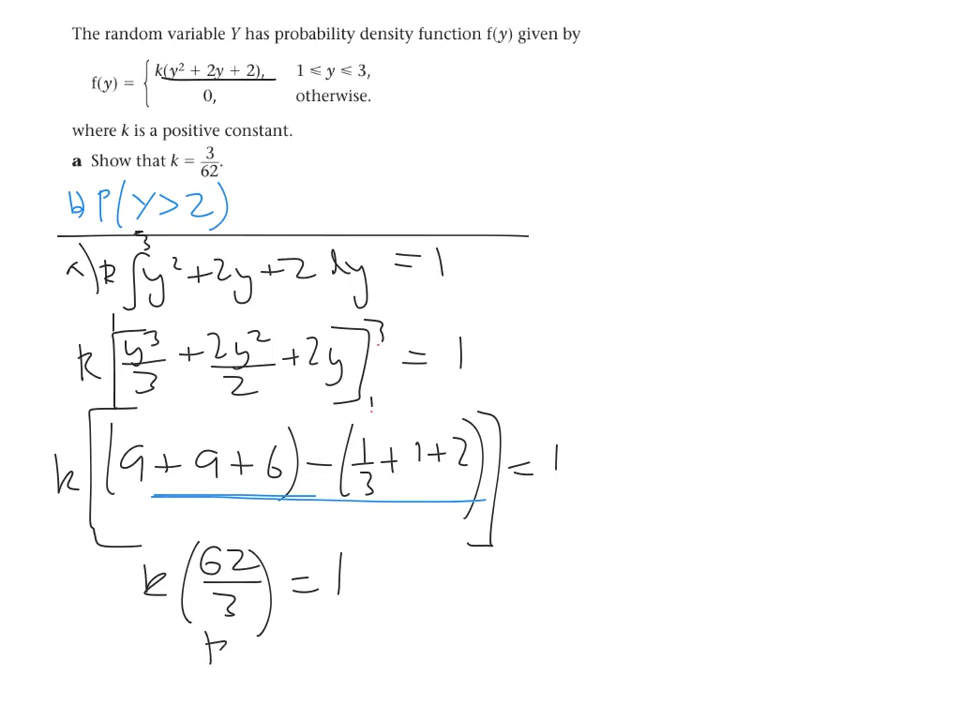 The random variable Y has probability density function f(y) given by
f(y) = { k(y² + 2y + 2), 1 ⩽ y ⩽ 3,
0, otherwise.
where k is a positive constant.
a Show that k = 3/62.
b) P(Y>2)
a) k ∫₁³ y² + 2y + 2 dy = 1
k [y³/3 + 2y²/2 + 2y]₁³ = 1
k [(9 + 9 + 6) − (1/3 + 1 + 2)] = 1
k (62/3) = 1
k